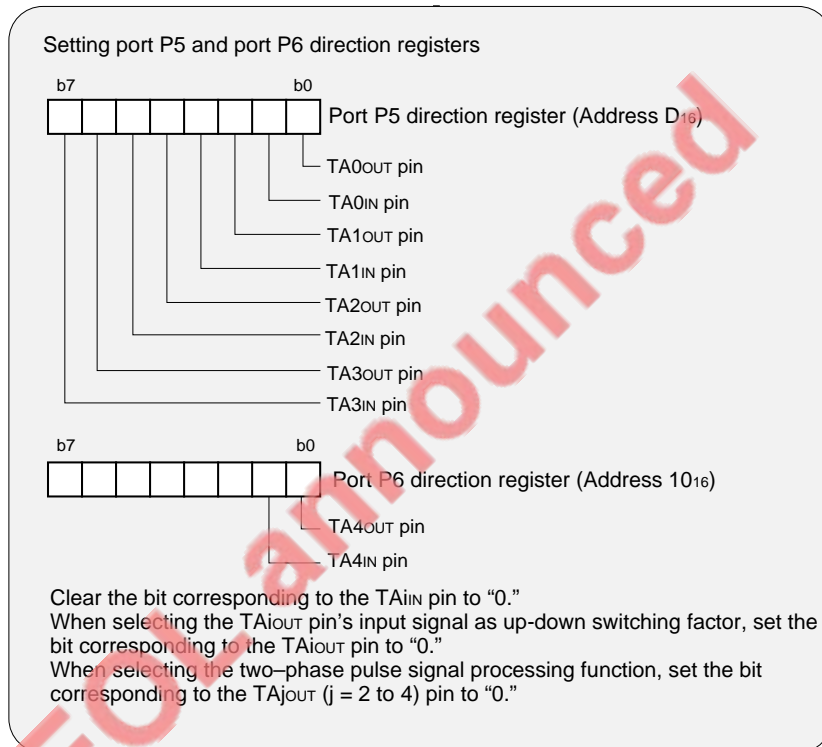 Setting port P5 and port P6 direction registers
b7 b0
Port P5 direction register (Address D16)
TA0OUT pin
TA0IN pin
TA1OUT pin
TA1IN pin
TA2OUT pin
TA2IN pin
TA3OUT pin
TA3IN pin
b7 b0
Port P6 direction register (Address 1016)
TA4OUT pin
TA4IN pin
Clear the bit corresponding to the TAiIN pin to “0.”
When selecting the TAiOUT pin’s input signal as up-down switching factor, set the
bit corresponding to the TAiOUT pin to “0.”
When selecting the two–phase pulse signal processing function, set the bit
corresponding to the TAjOUT (j = 2 to 4) pin to “0.”
EOL announced